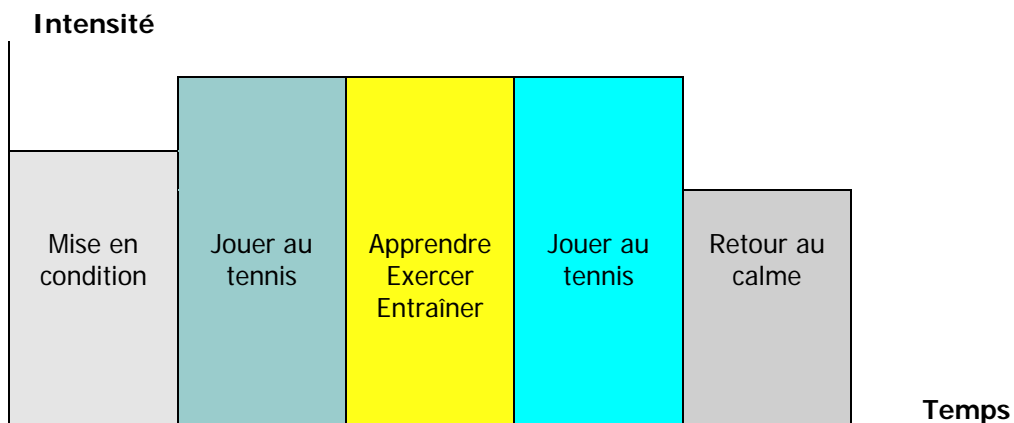 Intensité
Mise en
condition
Jouer au
tennis
Apprendre
Exercer
Entraîner
Jouer au
tennis
Retour au
calme
Temps